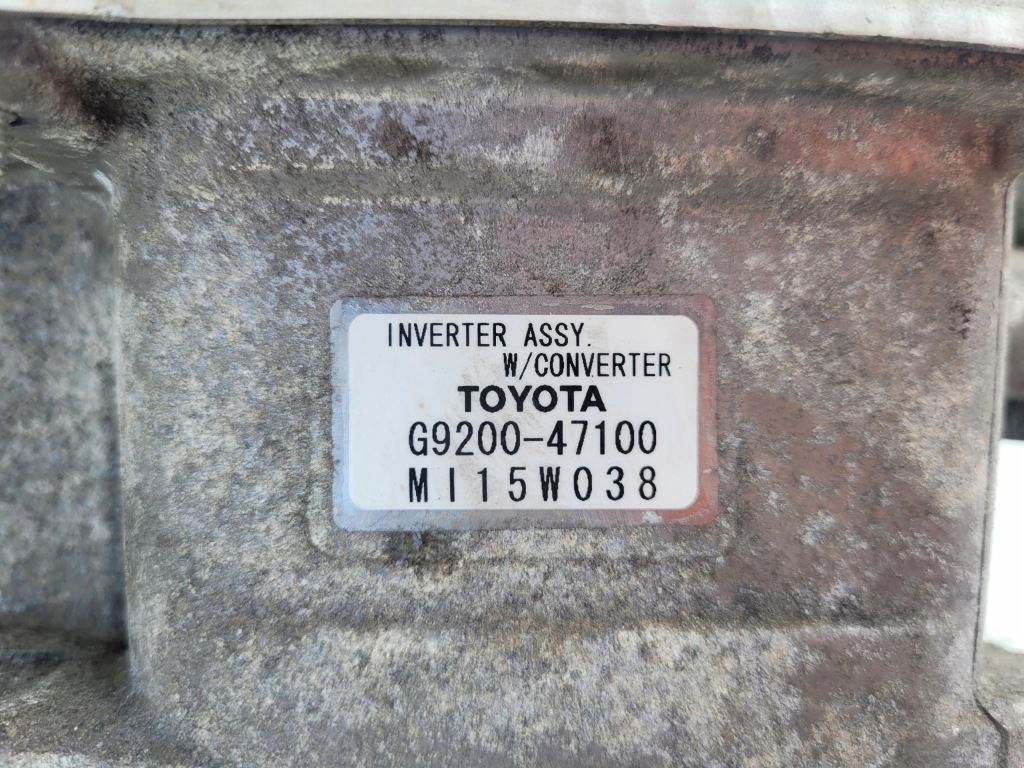 INVERTER ASSY.
W/CONVERTER
TOYOTA
G9200-47100
MI15W038